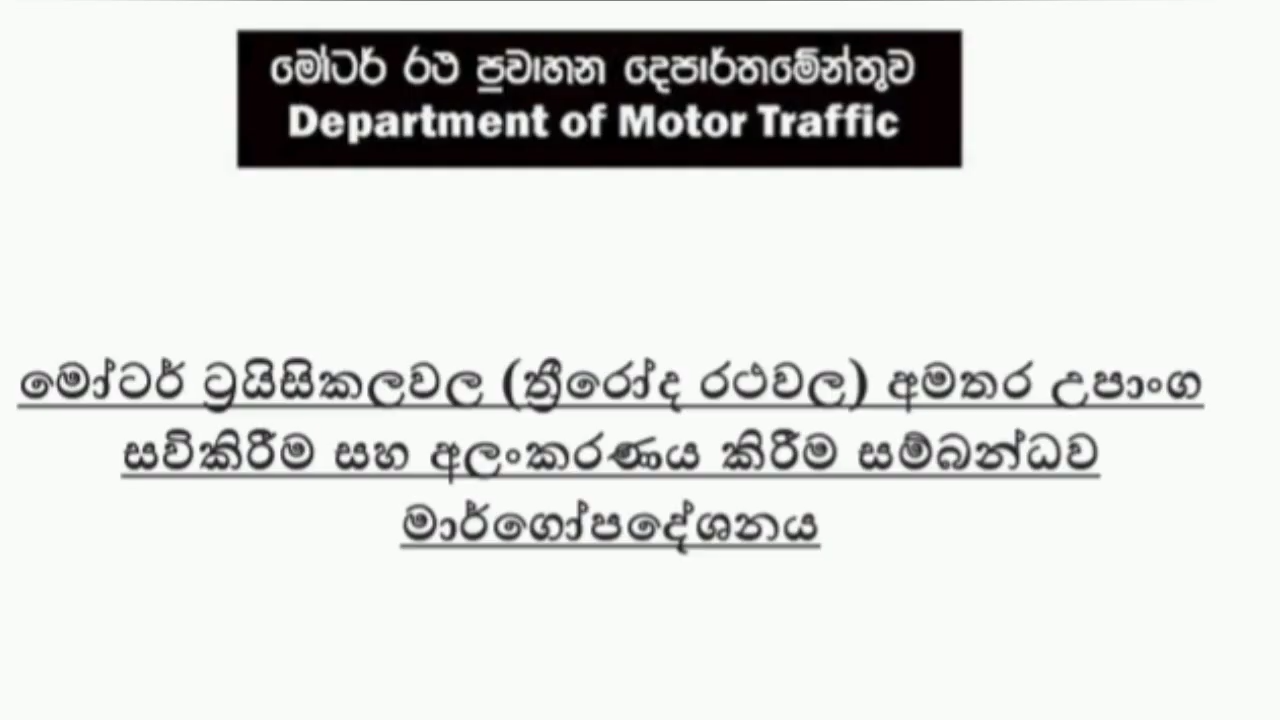 මෝටර් රථ ප්‍රවාහන දෙපාර්තමේන්තුව
Department of Motor Traffic
මෝටර් ට්‍රයිසිකලවල (ත්‍රීරෝද රථවල) අමතර උපාංග
සවිකිරීම සහ අලංකරණය කිරීම සම්බන්ධව
මාර්ගෝපදේශනය